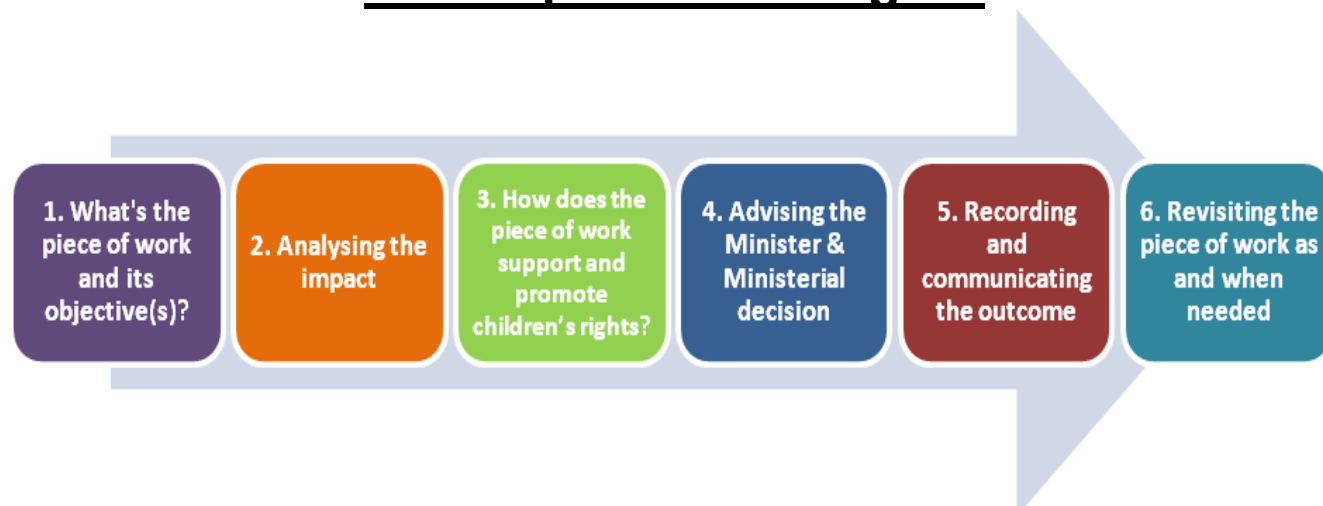 1. What's the
piece of work
and its
objective(s)?
2. Analysing the
impact
3. How does the
piece of work
support and
promote
children’s rights?
4. Advising the
Minister &
Ministerial
decision
5. Recording
and
communicating
the outcome
6. Revisiting the
piece of work as
and when
needed